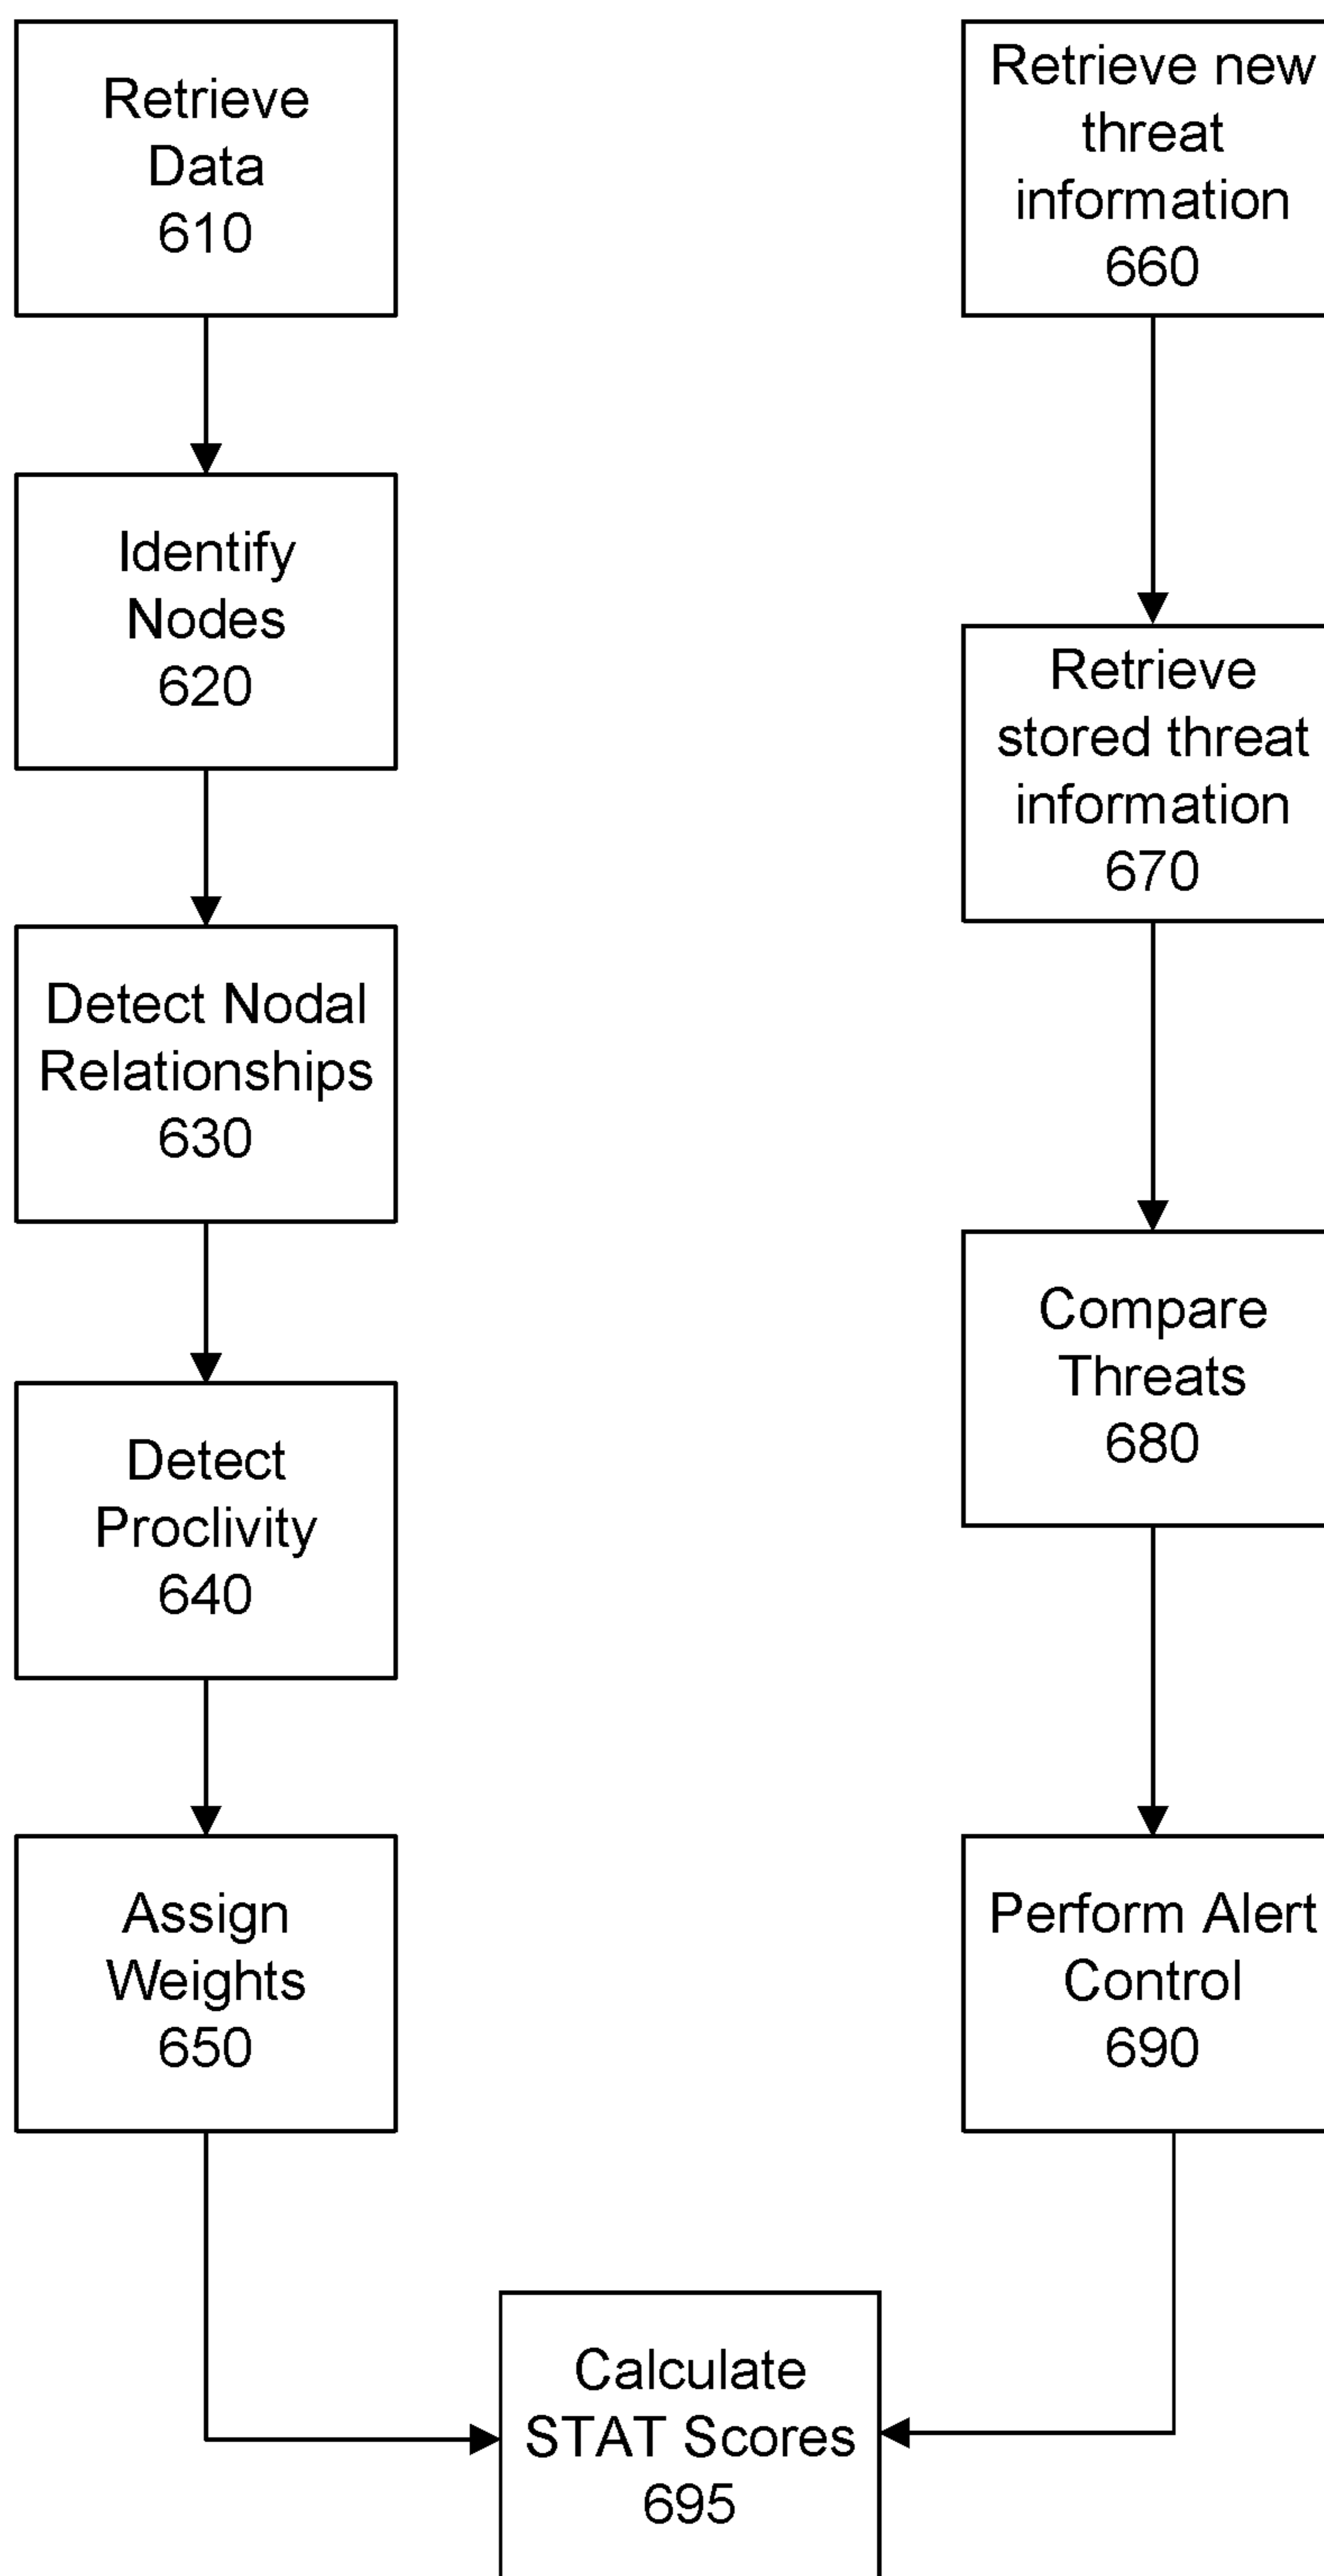 Retrieve
Data
610
Identify
Nodes
620
Detect Nodal
Relationships
630
Detect
Proclivity
640
Assign
Weights
650
Retrieve new
threat
information
660
Retrieve
stored threat
information
670
Compare
Threats
680
Perform Alert
Control
690
Calculate
STAT Scores
695